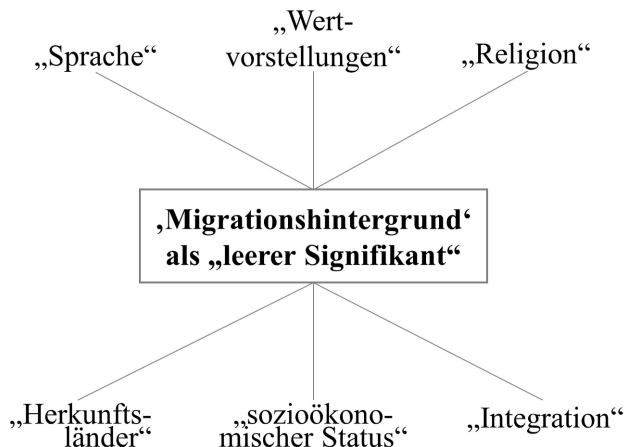 „Sprache“
„Wert-
vorstellungen“
„Religion“
‚Migrationshintergrund‘
als „leerer Signifikant“
„Herkunfts-
länder“
„sozioökono-
mischer Status“
„Integration“